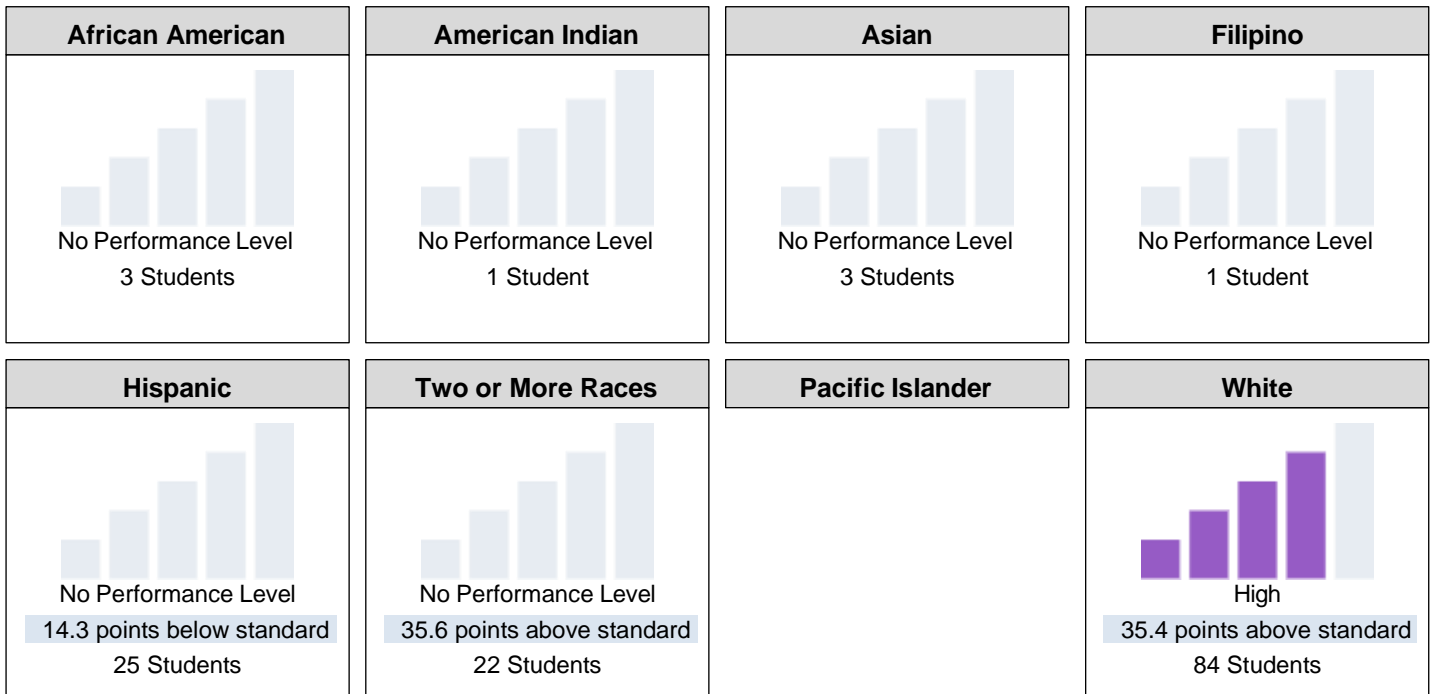 African American
No Performance Level
3 Students
American Indian
No Performance Level
1 Student
Asian
No Performance Level
3 Students
Filipino
No Performance Level
1 Student
Hispanic
No Performance Level
14.3 points below standard
25 Students
Two or More Races
No Performance Level
35.6 points above standard
22 Students
Pacific Islander
White
High
35.4 points above standard
84 Students